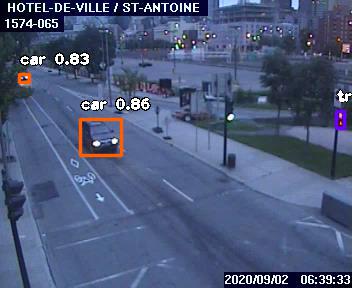 HOTEL-DE-VILLE / ST-ANTOINE
1574-065
car 0.83
car 0.86
tr
2020/09/02 06:39:33